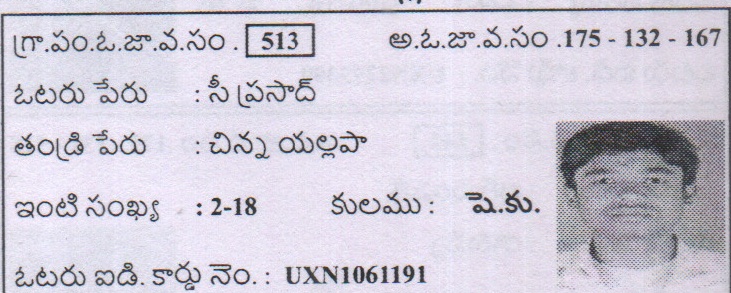 గ్రా.పం.ఓ.జా.వ.సం . 513 అ.ఓ.జా.వ.సం .175 - 132 - 167
ఓటరు పేరు : సీ ప్రసాద్
తండ్రి పేరు : చిన్న యల్లపా
ఇంటి సంఖ్య : 2-18 కులము : షె.కు.
ఓటరు ఐడి. కార్డు నెం. : UXN1061191